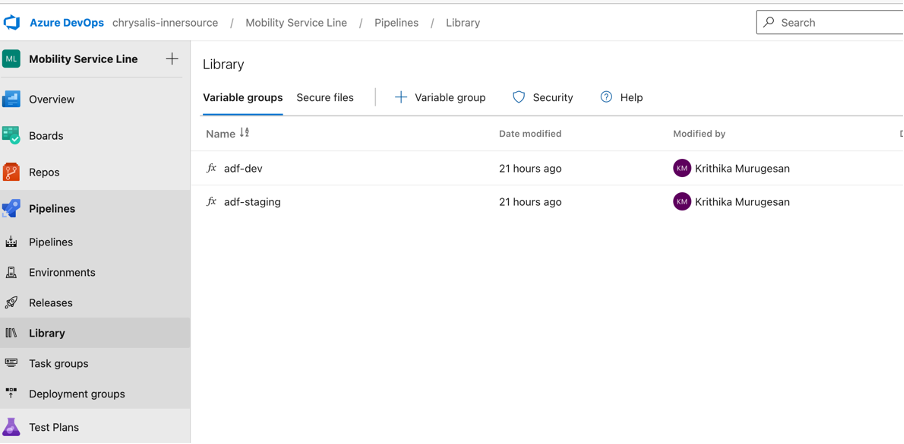 Azure DevOps chrysalis-innersource / Mobility Service Line / Pipelines / Library Search
ML Mobility Service Line
Overview
Boards
Repos
Pipelines
Pipelines
Environments
Releases
Library
Task groups
Deployment groups
Test Plans
Library
Variable groups Secure files Variable group Security Help
Name Date modified Modified by D
fx adf-dev 21 hours ago KM Krithika Murugesan
fx adf-staging 21 hours ago KM Krithika Murugesan